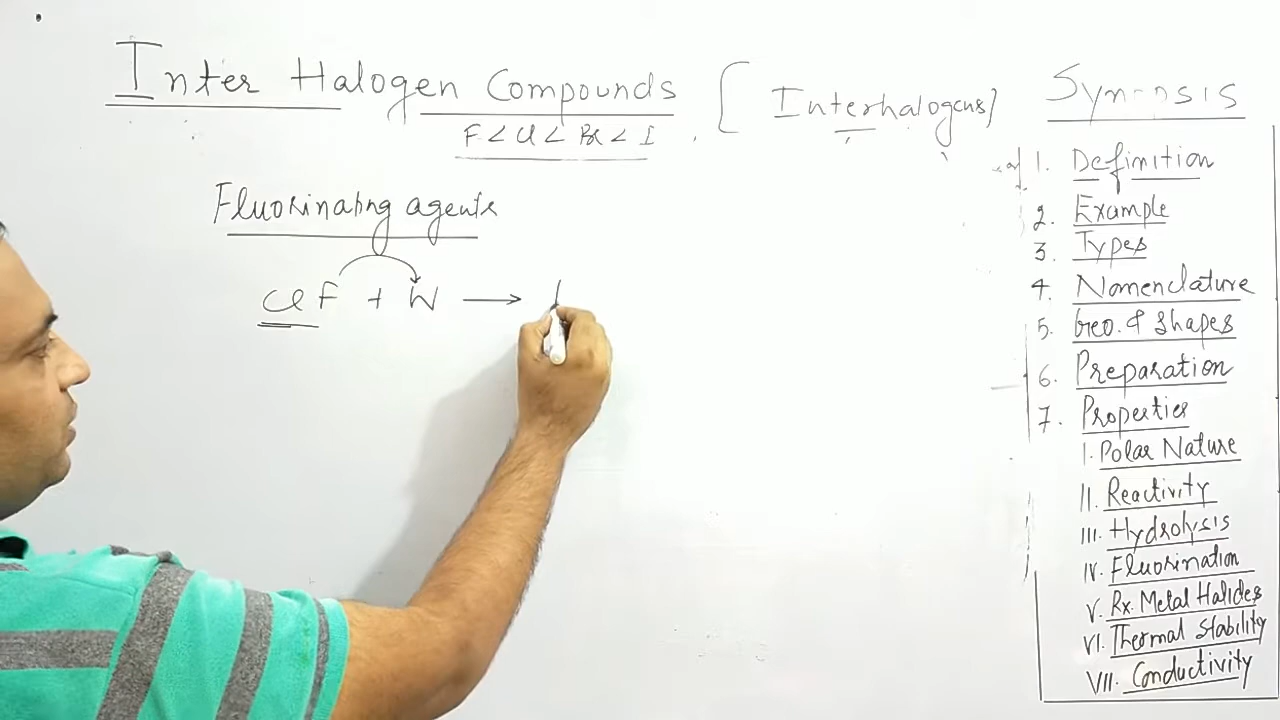 Inter Halogen Compounds [Interhalogens]
F < Cl < Br < I
Fluorinating agents
ClF + W →
Synopsis
1. Definition
2. Example
3. Types
4. Nomenclature
5. Geo. & Shapes
6. Preparation
7. Properties
I. Polar Nature
II. Reactivity
III. Hydrolysis
IV. Fluorination
V. Rx. Metal Halides
VI. Thermal Stability
VII. Conductivity